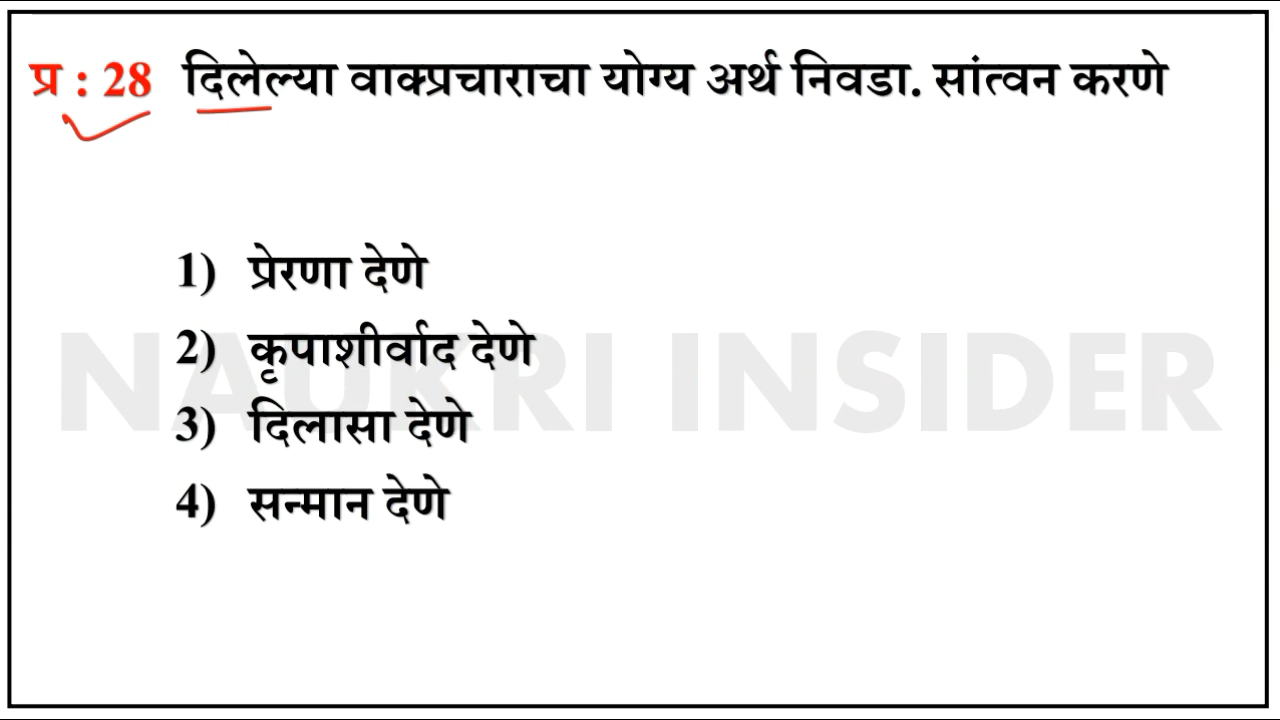 प्र : 28 दिलेल्या वाक्प्रचाराचा योग्य अर्थ निवडा. सांत्वन करणे
1) प्रेरणा देणे
2) कृपाशीर्वाद देणे
NAUKRI INSIDER
3) दिलासा देणे
4) सन्मान देणे